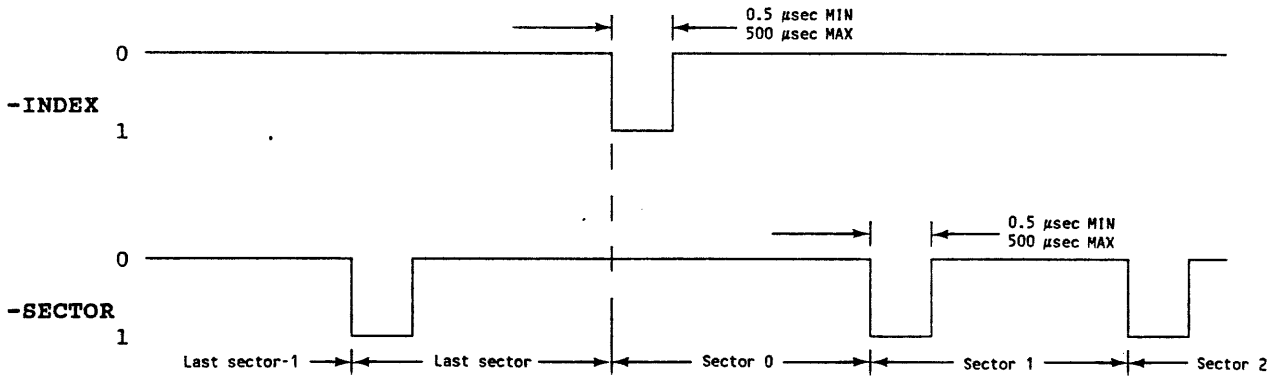 0.5 µsec MIN
500 µsec MAX
0
-INDEX
1
0.5 µsec MIN
500 µsec MAX
0
-SECTOR
1
Last sector-1
Last sector
Sector 0
Sector 1
Sector 2